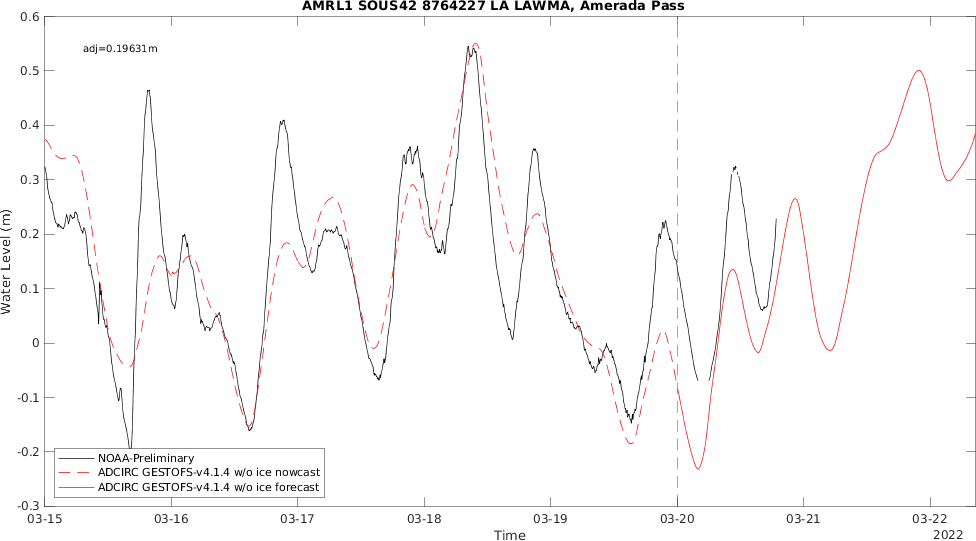 AMRL1 SOUS42 8764227 LA LAWMA, Amerada Pass
adj=0.19631m
Water Level (m)
0.6
0.5
0.4
0.3
0.2
0.1
0
-0.1
-0.2
-0.3
NOAA-Preliminary
ADCIRC GESTOFS-v4.1.4 w/o ice nowcast
ADCIRC GESTOFS-v4.1.4 w/o ice forecast
03-15 03-16 03-17 03-18 03-19 03-20 03-21 03-22
Time
2022